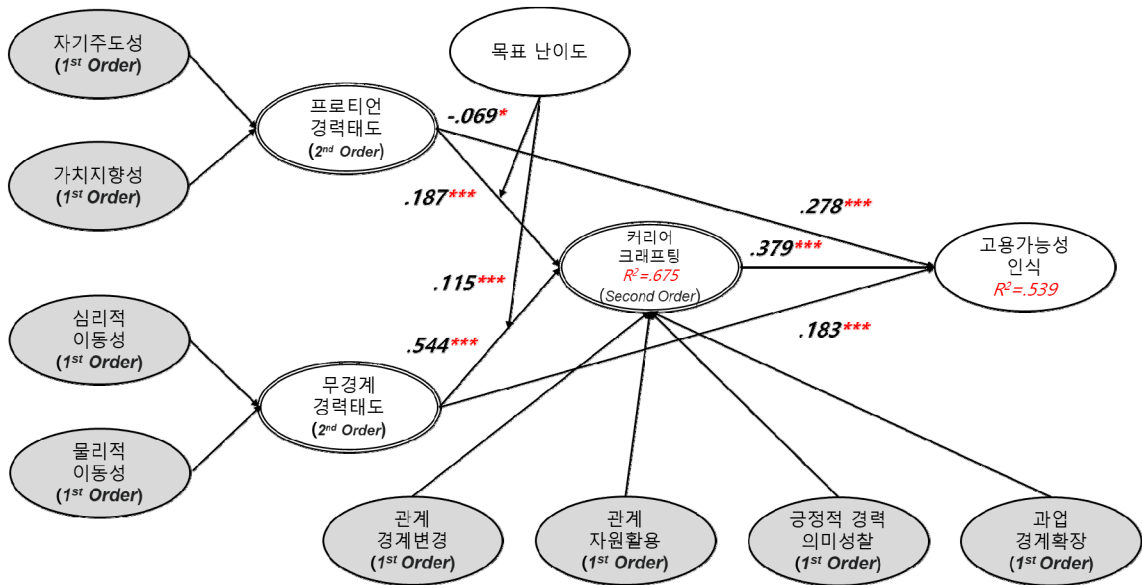 자기주도성
(1st Order)
목표 난이도
프로티언
경력태도
(2nd Order)
-.069*
가치지향성
(1st Order)
.187***
.278***
커리어
크래프팅
R²=.675
(Second Order)
.379***
고용가능성
인식
R²=.539
.115***
심리적
이동성
(1st Order)
.544***
.183***
무경계
경력태도
(2nd Order)
물리적
이동성
(1st Order)
관계
경계변경
(1st Order)
관계
자원활용
(1st Order)
긍정적 경력
의미성찰
(1st Order)
과업
경계확장
(1st Order)